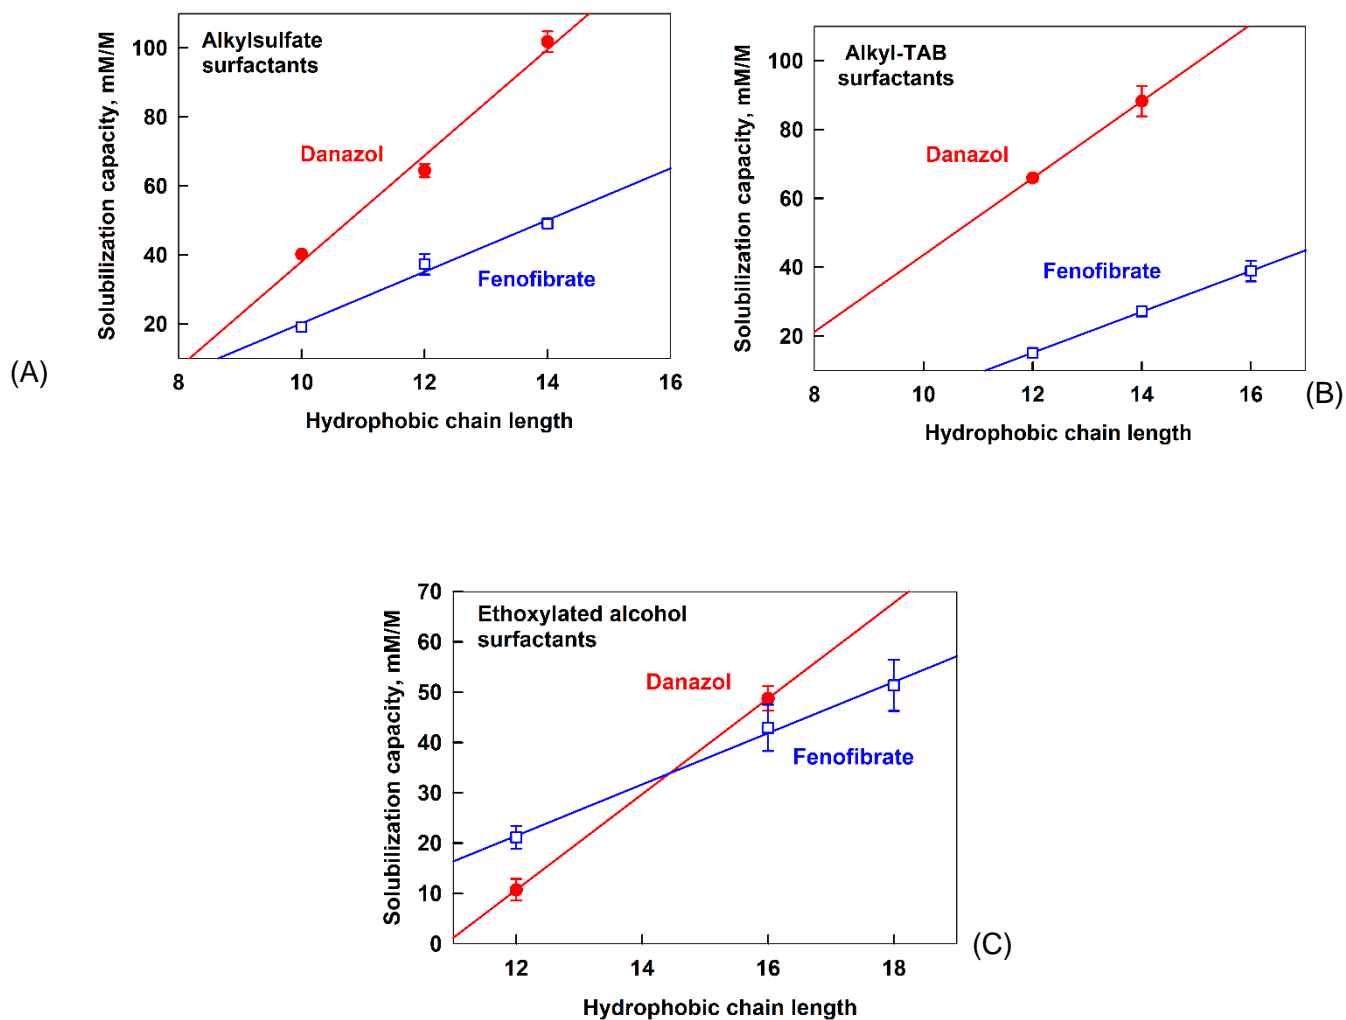 Alkylsulfate
surfactants
Solubilization capacity, mM/M
100
80
60
40
20
Danazol
Fenofibrate
8 10 12 14 16
Hydrophobic chain length
(A)
Alkyl-TAB
surfactants
Solubilization capacity, mM/M
100
80
60
40
20
Danazol
Fenofibrate
8 10 12 14 16
Hydrophobic chain length
(B)
Ethoxylated alcohol
surfactants
Solubilization capacity, mM/M
70
60
50
40
30
20
10
0
Danazol
Fenofibrate
12 14 16 18
Hydrophobic chain length
(C)